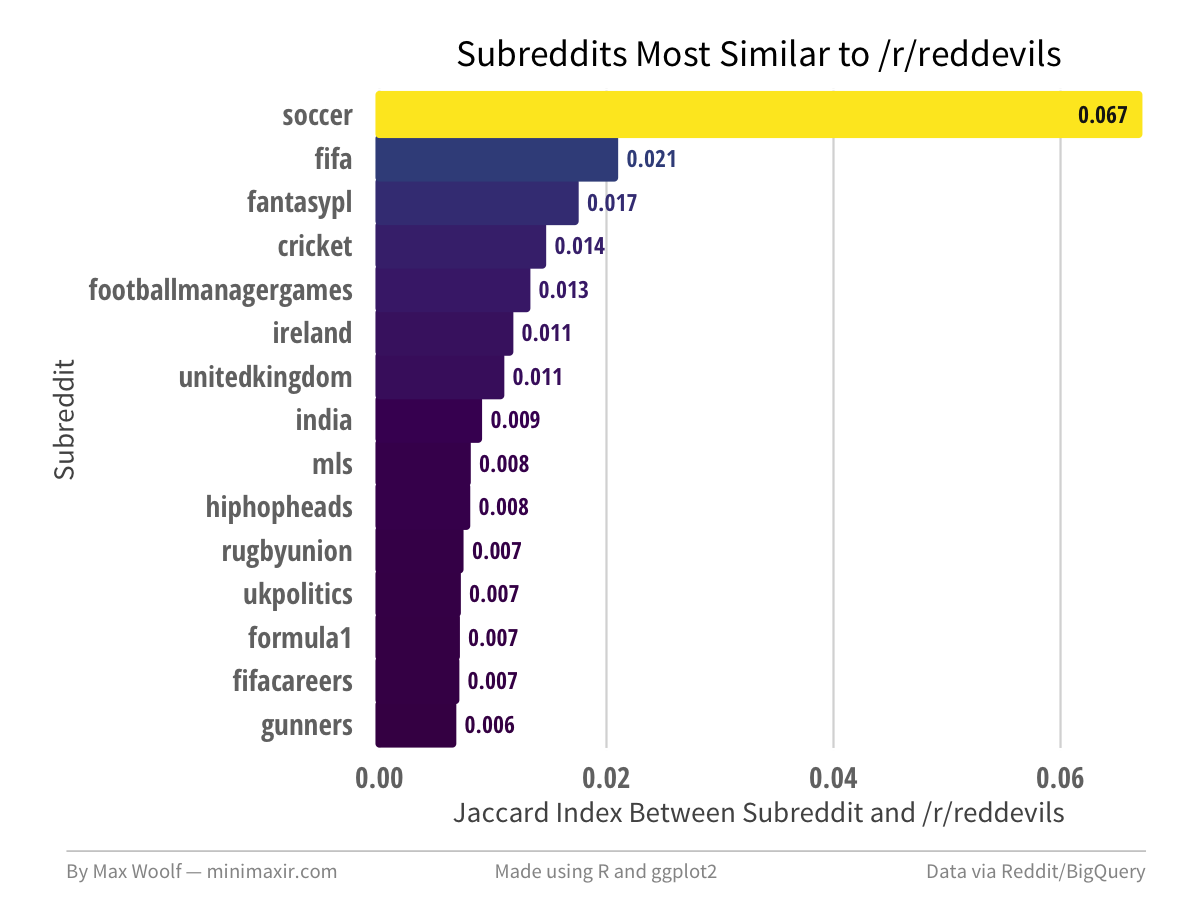 Subreddits Most Similar to /r/reddevils
soccer 0.067
fifa 0.021
fantasypl 0.017
cricket 0.014
footballmanagergames 0.013
ireland 0.011
unitedkingdom 0.011
india 0.009
mls 0.008
hiphopheads 0.008
rugbyunion 0.007
ukpolitics 0.007
formula1 0.007
fifacareers 0.007
gunners 0.006
Subreddit
0.00 0.02 0.04 0.06
Jaccard Index Between Subreddit and /r/reddevils
By Max Woolf — minimaxir.com Made using R and ggplot2 Data via Reddit/BigQuery